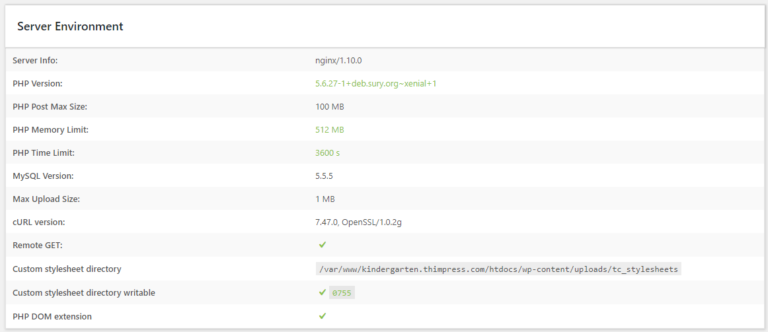 Server Environment
Server Info: nginx/1.10.0
PHP Version: 5.6.27-1+deb.sury.org~xenial+1
PHP Post Max Size: 100 MB
PHP Memory Limit: 512 MB
PHP Time Limit: 3600 s
MySQL Version: 5.5.5
Max Upload Size: 1 MB
cURL version: 7.47.0, OpenSSL/1.0.2g
Remote GET: ✔
Custom stylesheet directory /var/www/kindergarten.thimpress.com/htdocs/wp-content/uploads/tc_stylesheets
Custom stylesheet directory writable ✔ 0755
PHP DOM extension ✔